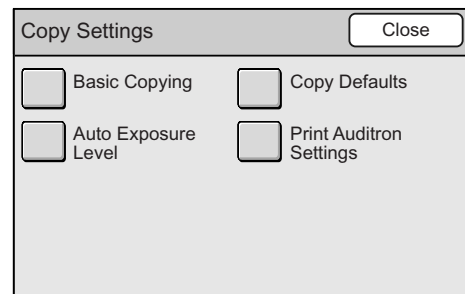 Copy Settings
Close
Basic Copying
Copy Defaults
Auto Exposure
Level
Print Auditron
Settings